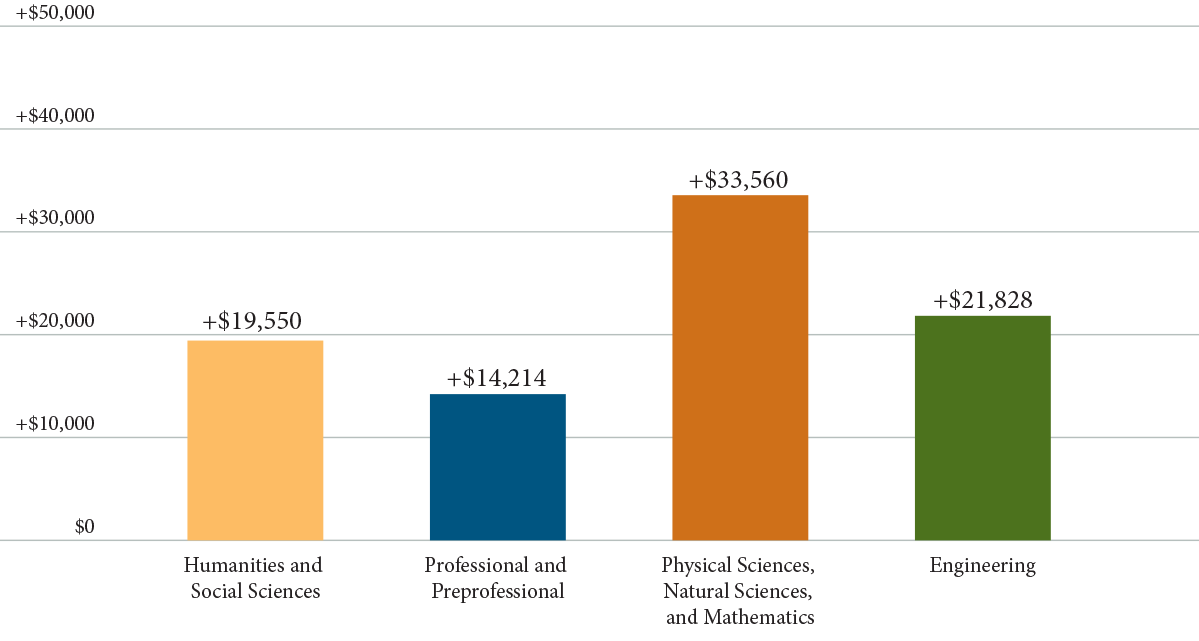 +$50,000
+$40,000
+$30,000
+$20,000
+$10,000
$0
+$19,550
+$14,214
+$33,560
+$21,828
Humanities and
Social Sciences
Professional and
Preprofessional
Physical Sciences,
Natural Sciences,
and Mathematics
Engineering